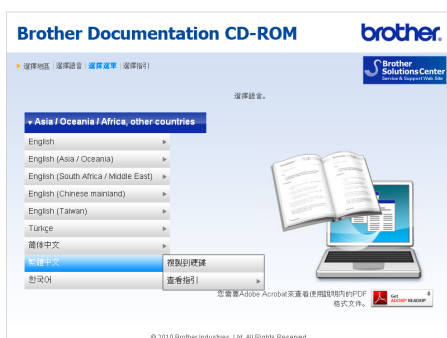 Brother Documentation CD-ROM
brother.
選擇地區 | 選擇語言 | 選擇選單 | 選擇指引
Brother
Solutions Center
Service & Support Web Site
選擇語言。
Asia / Oceania / Africa, other countries
English
English (Asia / Oceania)
English (South Africa / Middle East)
English (Chinese mainland)
English (Taiwan)
Türkçe
简体中文
繁體中文
複製到硬碟
한국어
查看指引
您需要Adobe Acrobat來查看使用說明內的PDF
格式文件。
Get
ADOBE® READER®
© 2010 Brother Industries, Ltd. All Rights Reserved.